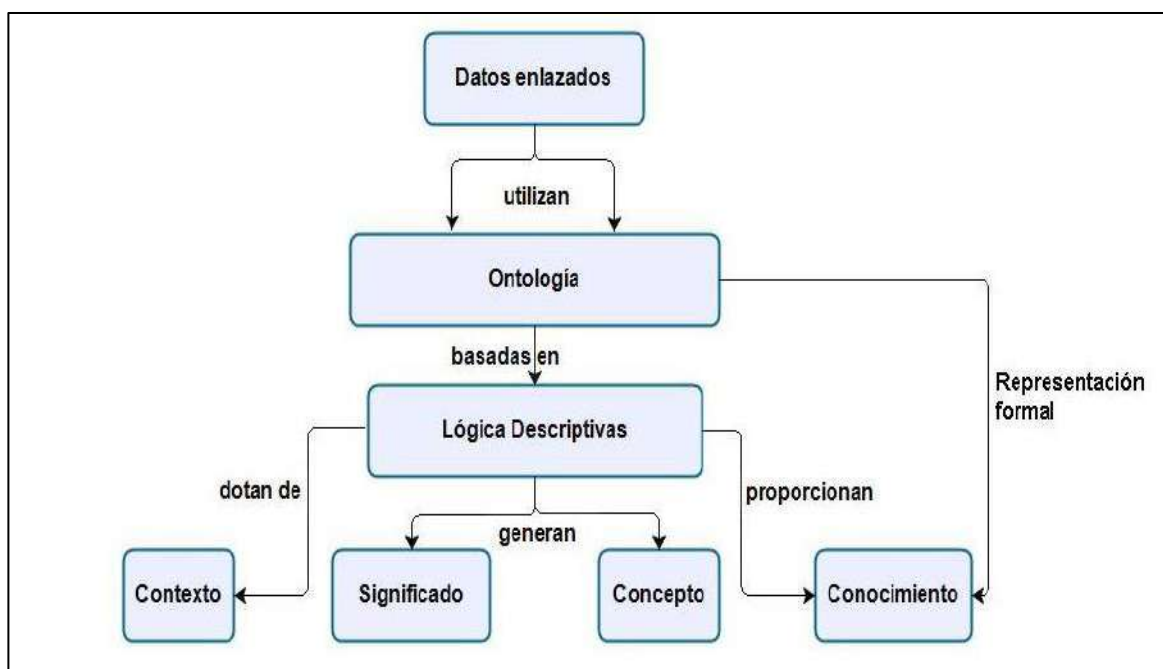 Datos enlazados
utilizan
Ontología
basadas en
Representación
formal
Lógica Descriptivas
dotan de
proporcionan
generan
Contexto
Significado
Concepto
Conocimiento